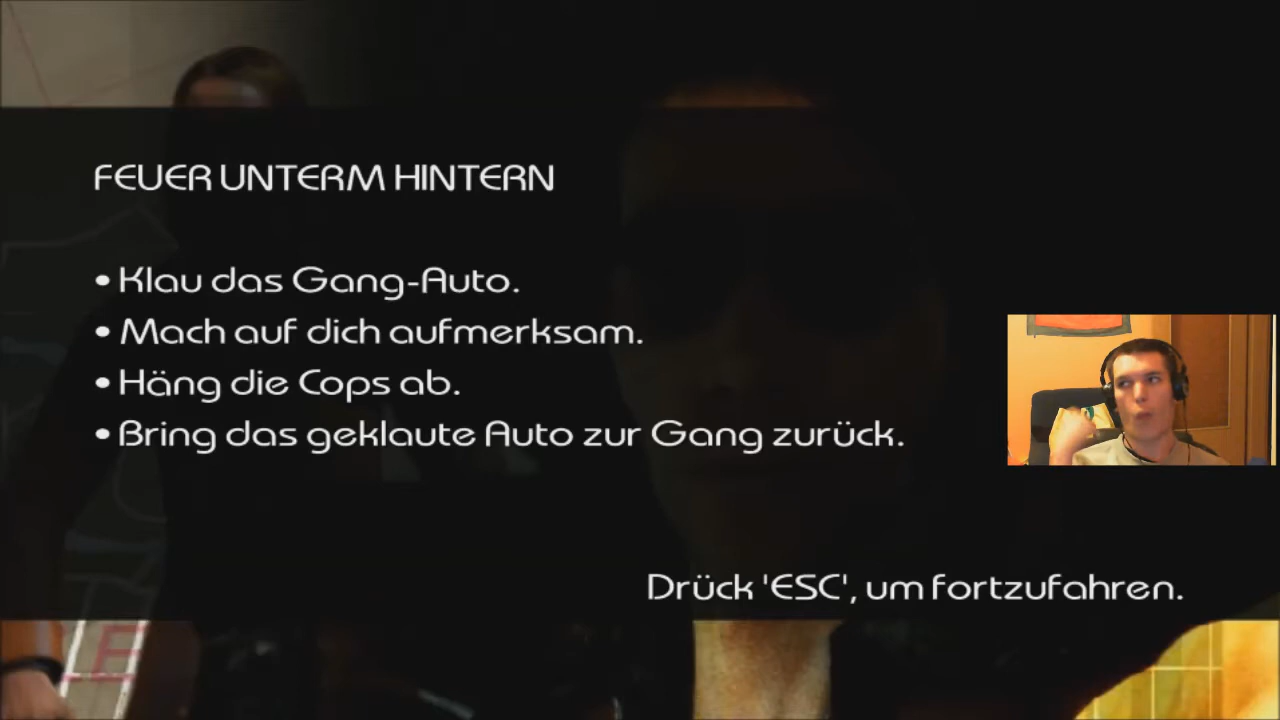 FEUER UNTERM HINTERN
• Klau das Gang-Auto.
• Mach auf dich aufmerksam.
• Häng die Cops ab.
• Bring das geklaute Auto zur Gang zurück.
Drück 'ESC', um fortzufahren.